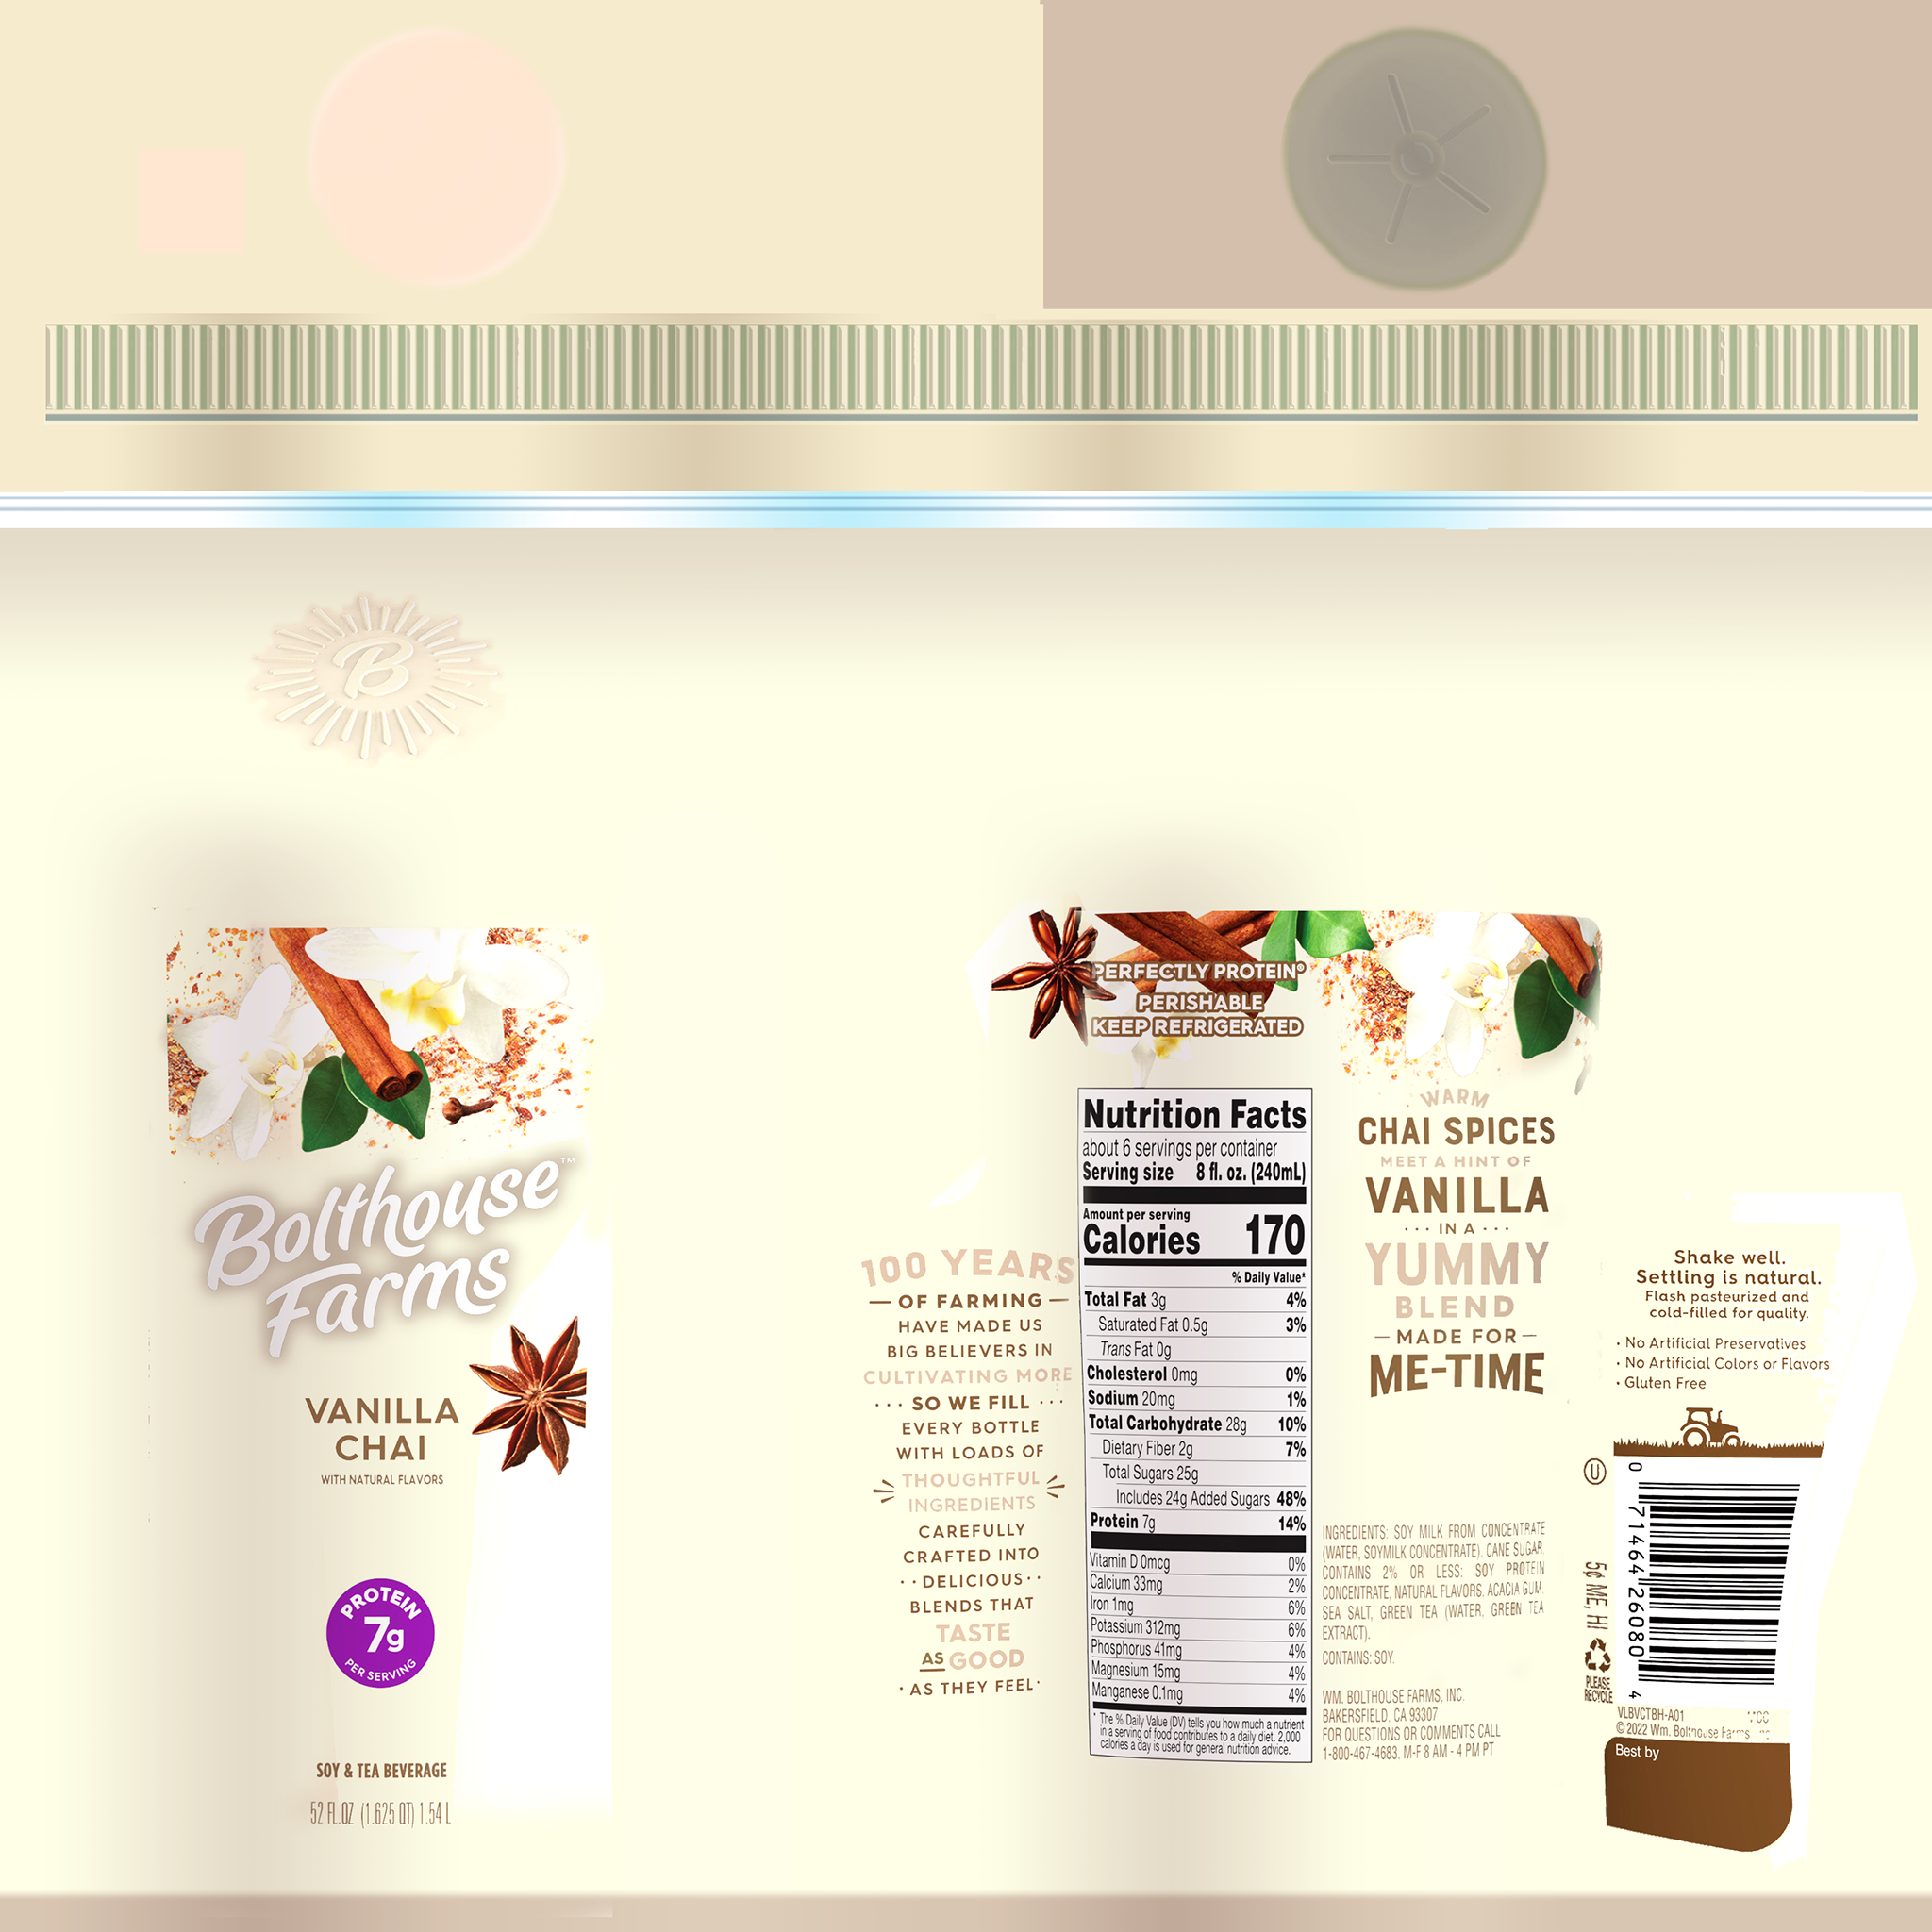 B
Bolthouse™
Farms
VANILLA
CHAI
WITH NATURAL FLAVORS
PROTEIN
7g
PER SERVING
SOY & TEA BEVERAGE
52 FL.OZ (1.625 QT) 1.54 L
100 YEARS
— OF FARMING —
HAVE MADE US
BIG BELIEVERS IN
CULTIVATING MORE
··· SO WE FILL ···
EVERY BOTTLE
WITH LOADS OF
THOUGHTFUL
INGREDIENTS
CAREFULLY
CRAFTED INTO
·· DELICIOUS ··
BLENDS THAT
TASTE
AS GOOD
· AS THEY FEEL ·
PERFECTLY PROTEIN®
PERISHABLE
KEEP REFRIGERATED
Nutrition Facts
about 6 servings per container
Serving size 8 fl. oz. (240mL)
Amount per serving
Calories 170
% Daily Value*
Total Fat 3g 4%
Saturated Fat 0.5g 3%
Trans Fat 0g
Cholesterol 0mg 0%
Sodium 20mg 1%
Total Carbohydrate 28g 10%
Dietary Fiber 2g 7%
Total Sugars 25g
Includes 24g Added Sugars 48%
Protein 7g 14%
Vitamin D 0mcg 0%
Calcium 33mg 2%
Iron 1mg 6%
Potassium 312mg 6%
Phosphorus 41mg 4%
Magnesium 15mg 4%
Manganese 0.1mg 4%
* The % Daily Value (DV) tells you how much a nutrient
in a serving of food contributes to a daily diet. 2,000
calories a day is used for general nutrition advice.
WARM
CHAI SPICES
MEET A HINT OF
VANILLA
··· IN A ···
YUMMY
BLEND
— MADE FOR —
ME-TIME
INGREDIENTS: SOY MILK FROM CONCENTRATE
(WATER, SOYMILK CONCENTRATE). CANE SUGAR.
CONTAINS 2% OR LESS: SOY PROTEIN
CONCENTRATE, NATURAL FLAVORS, ACACIA GUM,
SEA SALT, GREEN TEA (WATER, GREEN TEA
EXTRACT).
CONTAINS: SOY.
WM. BOLTHOUSE FARMS, INC.
BAKERSFIELD, CA 93307
FOR QUESTIONS OR COMMENTS CALL
1-800-467-4683. M-F 8 AM - 4 PM PT
Shake well.
Settling is natural.
Flash pasteurized and
cold-filled for quality.
· No Artificial Preservatives
· No Artificial Colors or Flavors
· Gluten Free
U
5¢ ME, HI
PLEASE
RECYCLE
0 71464 26080 4
VLBVCTBH-A01
© 2022 Wm. Bolthouse Farms
Best by